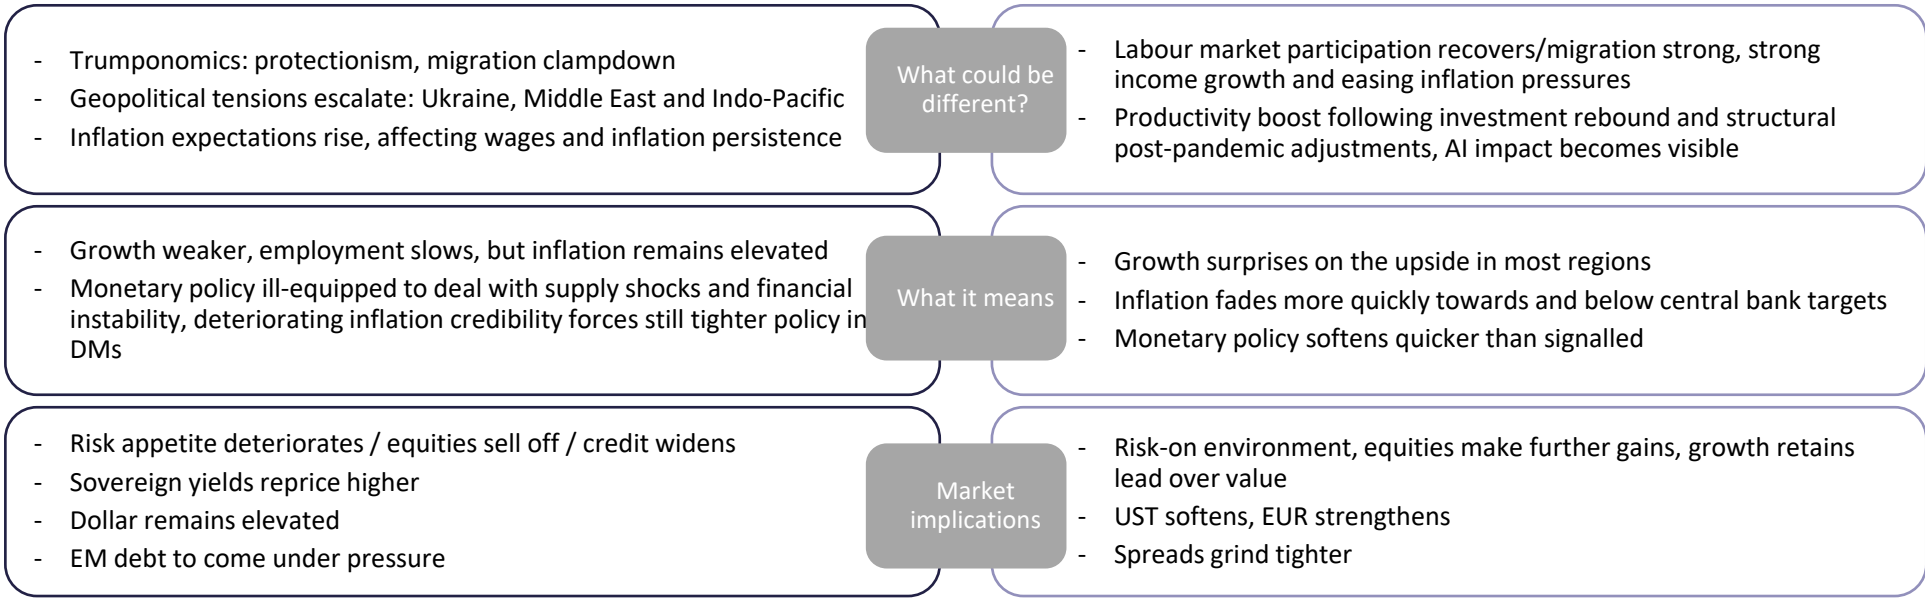 - Trumponomics: protectionism, migration clampdown
- Geopolitical tensions escalate: Ukraine, Middle East and Indo-Pacific
- Inflation expectations rise, affecting wages and inflation persistence
What could be
different?
- Labour market participation recovers/migration strong, strong
income growth and easing inflation pressures
- Productivity boost following investment rebound and structural
post-pandemic adjustments, AI impact becomes visible
- Growth weaker, employment slows, but inflation remains elevated
- Monetary policy ill-equipped to deal with supply shocks and financial
instability, deteriorating inflation credibility forces still tighter policy in
DMs
What it means
- Growth surprises on the upside in most regions
- Inflation fades more quickly towards and below central bank targets
- Monetary policy softens quicker than signalled
- Risk appetite deteriorates / equities sell off / credit widens
- Sovereign yields reprice higher
- Dollar remains elevated
- EM debt to come under pressure
Market
implications
- Risk-on environment, equities make further gains, growth retains
lead over value
- UST softens, EUR strengthens
- Spreads grind tighter